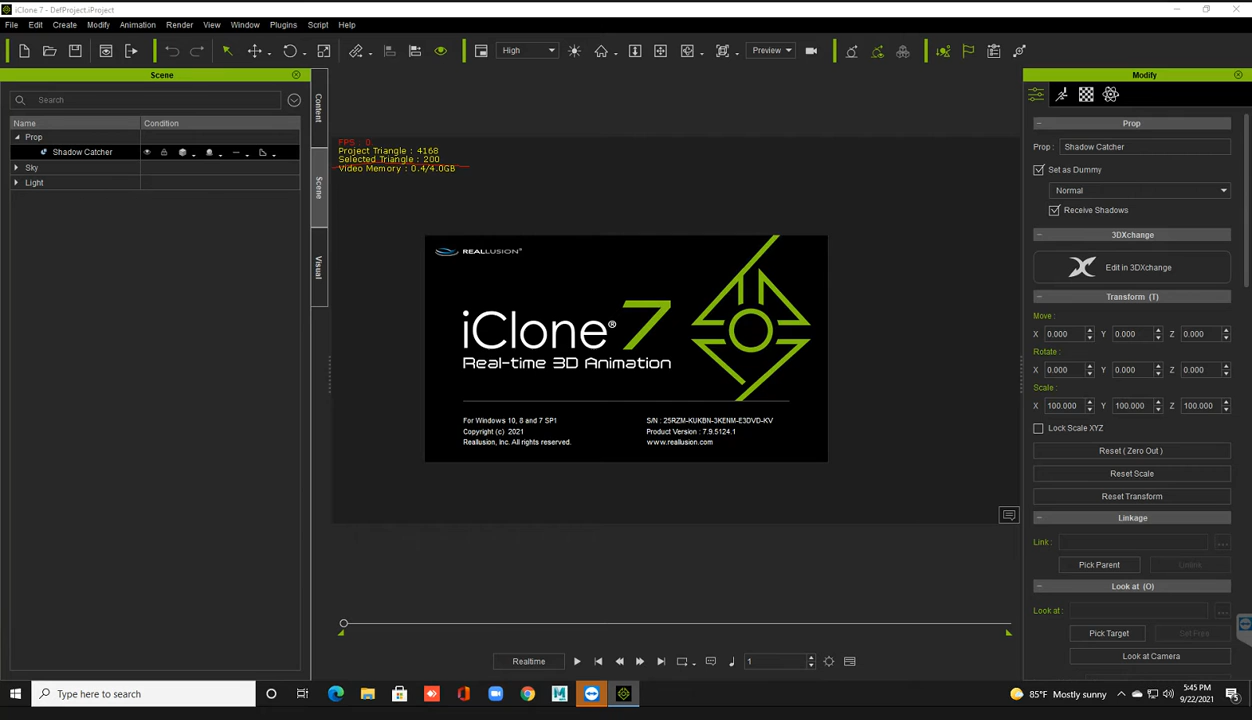 iClone 7 - DefProject.iProject
File Edit Create Modify Animation Render View Window Plugins Script Help
High
Preview
Scene
Modify
Search
Name Condition
Prop
Shadow Catcher
Sky
Light
Content
Scene
Visual
FPS : 0.
Project Triangle : 4168
Selected Triangle : 200
Video Memory : 0.4/4.0GB
REALLUSION®
iClone® 7
Real-time 3D Animation
For Windows 10, 8 and 7 SP1
Copyright (c) 2021
Reallusion, Inc. All rights reserved.
S/N : 25RZM-KUKBN-3KENM-E3DVD-KV
Product Version : 7.9.5124.1
www.reallusion.com
Prop
Prop : Shadow Catcher
Set as Dummy
Normal
Receive Shadows
3DXchange
Edit in 3DXchange
Transform (T)
Move :
X 0.000 Y 0.000 Z 0.000
Rotate :
X 0.000 Y 0.000 Z 0.000
Scale :
X 100.000 Y 100.000 Z 100.000
Lock Scale XYZ
Reset ( Zero Out )
Reset Scale
Reset Transform
Linkage
Link : ...
Pick Parent Unlink
Look at (O)
Look at : ...
Pick Target Set Free
Look at Camera
Realtime
1
Type here to search
85°F Mostly sunny
5:45 PM
9/22/2021
5